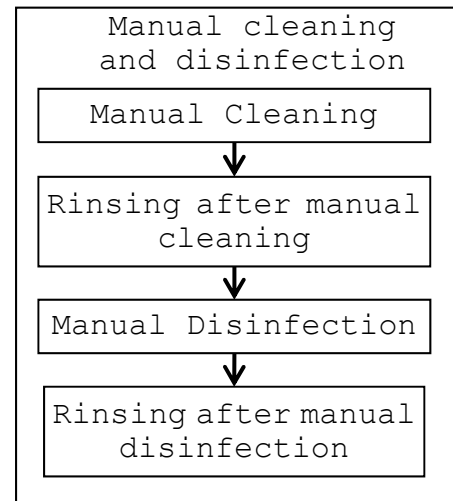 Manual cleaning
and disinfection
Manual Cleaning
Rinsing after manual
cleaning
Manual Disinfection
Rinsing after manual
disinfection